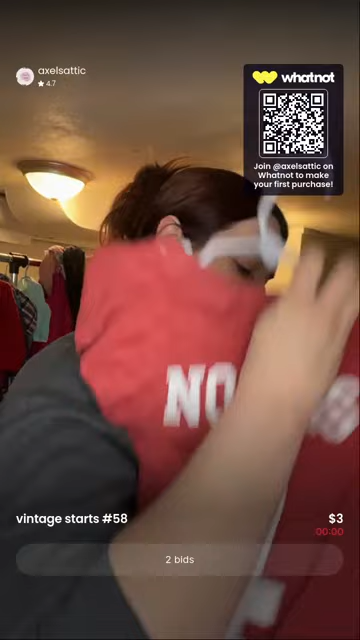 axelsattic
★ 4.7
whatnot
Join @axelsattic on
Whatnot to make
your first purchase!
NO
vintage starts #58
$3
00:00
2 bids